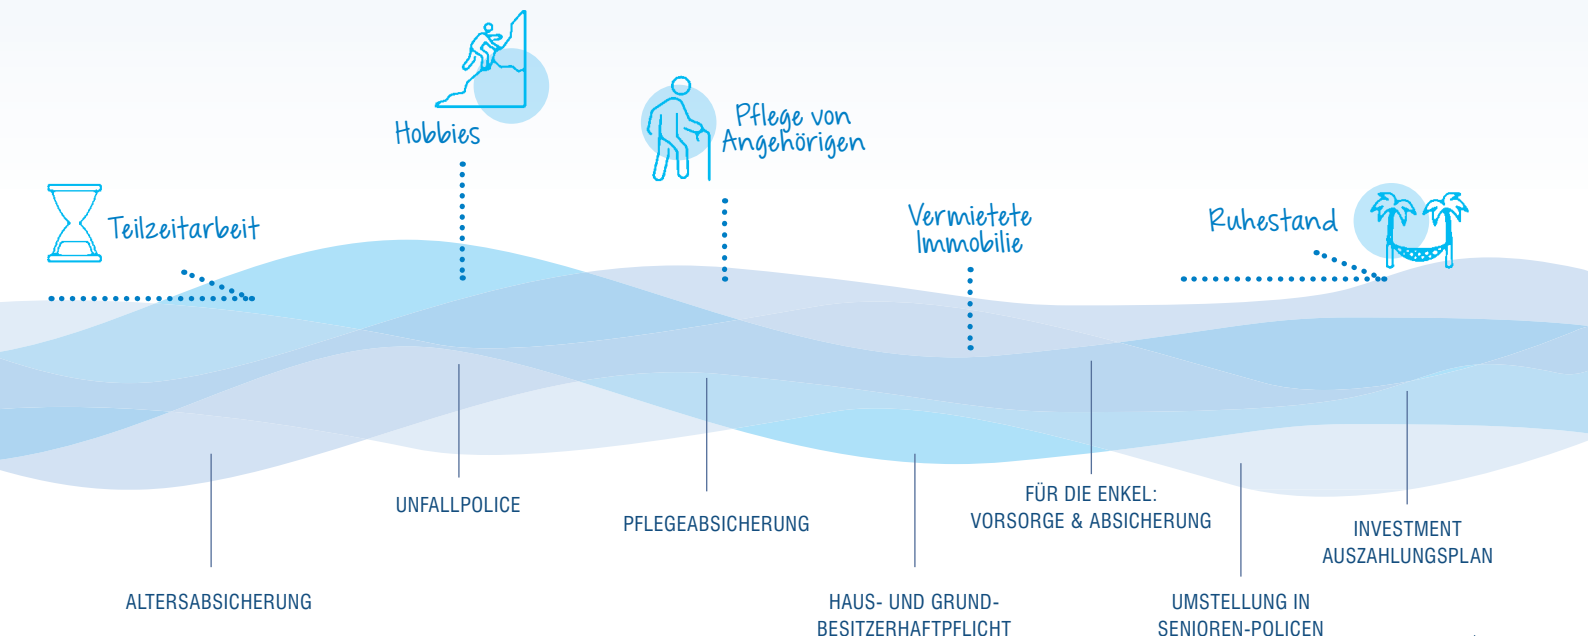 Hobbies
Pflege von
Angehörigen
Teilzeitarbeit
Vermietete
Immobilie
Ruhestand
ALTERSABSICHERUNG
UNFALLPOLICE
PFLEGEABSICHERUNG
HAUS- UND GRUND-
BESITZERHAFTPFLICHT
FÜR DIE ENKEL:
VORSORGE & ABSICHERUNG
UMSTELLUNG IN
SENIOREN-POLICEN
INVESTMENT
AUSZAHLUNGSPLAN